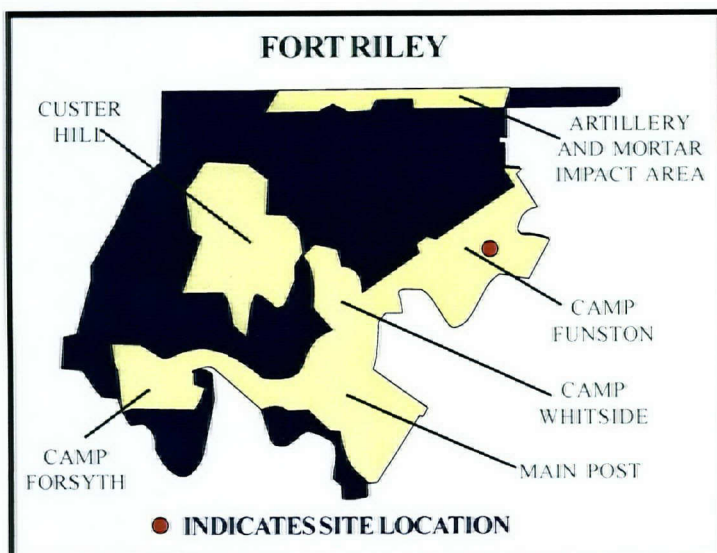 FORT RILEY
CUSTER
HILL
ARTILLERY
AND MORTAR
IMPACT AREA
CAMP
FUNSTON
CAMP
WHITSIDE
MAIN POST
CAMP
FORSYTH
INDICATES SITE LOCATION